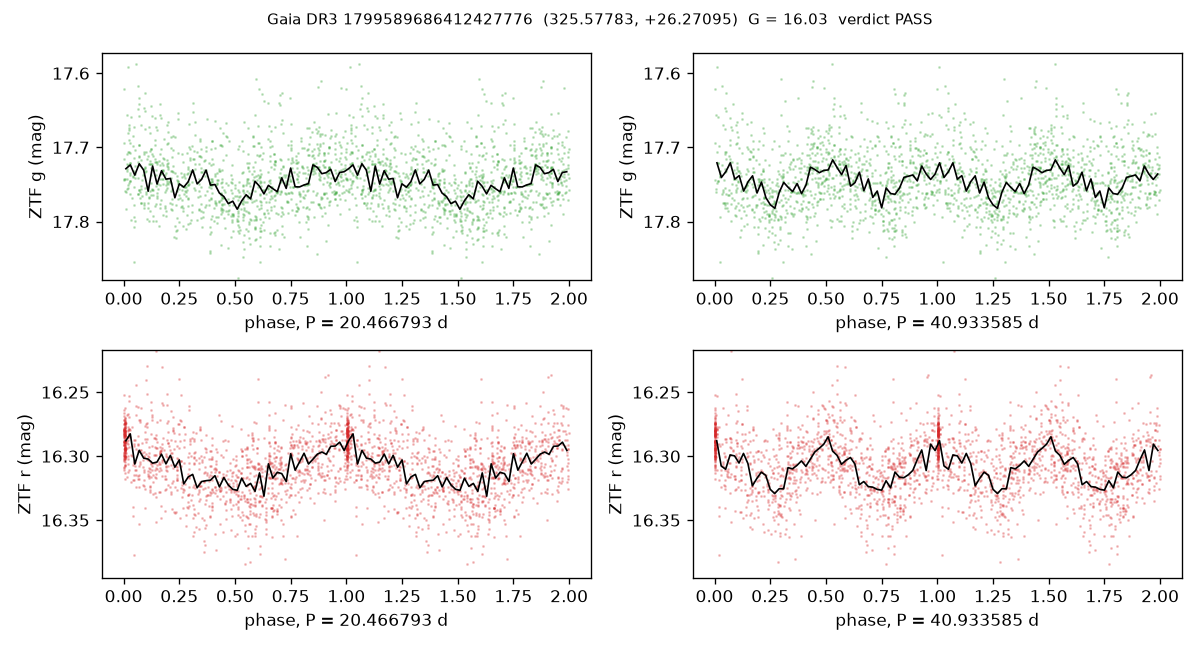 Gaia DR3 1799589686412427776 (325.57783, +26.27095) G = 16.03 verdict PASS
ZTF g (mag)
17.6
17.7
17.8
0.00 0.25 0.50 0.75 1.00 1.25 1.50 1.75 2.00
phase, P = 20.466793 d
ZTF g (mag)
17.6
17.7
17.8
0.00 0.25 0.50 0.75 1.00 1.25 1.50 1.75 2.00
phase, P = 40.933585 d
ZTF r (mag)
16.25
16.30
16.35
0.00 0.25 0.50 0.75 1.00 1.25 1.50 1.75 2.00
phase, P = 20.466793 d
ZTF r (mag)
16.25
16.30
16.35
0.00 0.25 0.50 0.75 1.00 1.25 1.50 1.75 2.00
phase, P = 40.933585 d